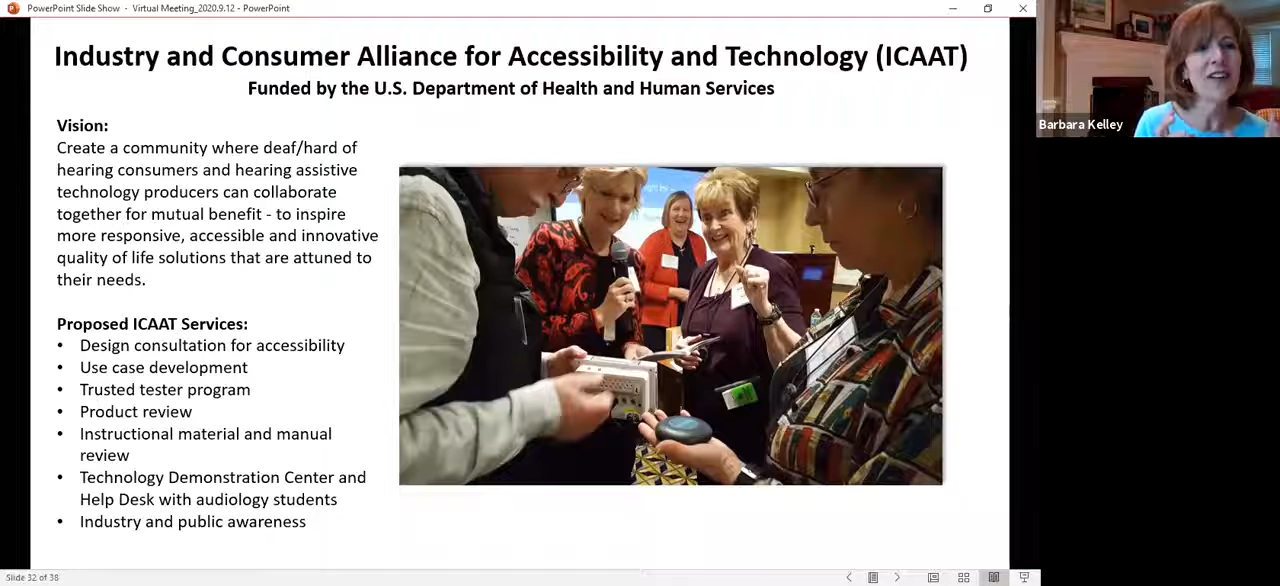 PowerPoint Slide Show - Virtual Meeting_2020.9.12 - PowerPoint
Industry and Consumer Alliance for Accessibility and Technology (ICAAT)
Funded by the U.S. Department of Health and Human Services
Barbara Kelley
Vision:
Create a community where deaf/hard of
hearing consumers and hearing assistive
technology producers can collaborate
together for mutual benefit - to inspire
more responsive, accessible and innovative
quality of life solutions that are attuned to
their needs.
Proposed ICAAT Services:
• Design consultation for accessibility
• Use case development
• Trusted tester program
• Product review
• Instructional material and manual
review
• Technology Demonstration Center and
Help Desk with audiology students
• Industry and public awareness
Slide 32 of 38